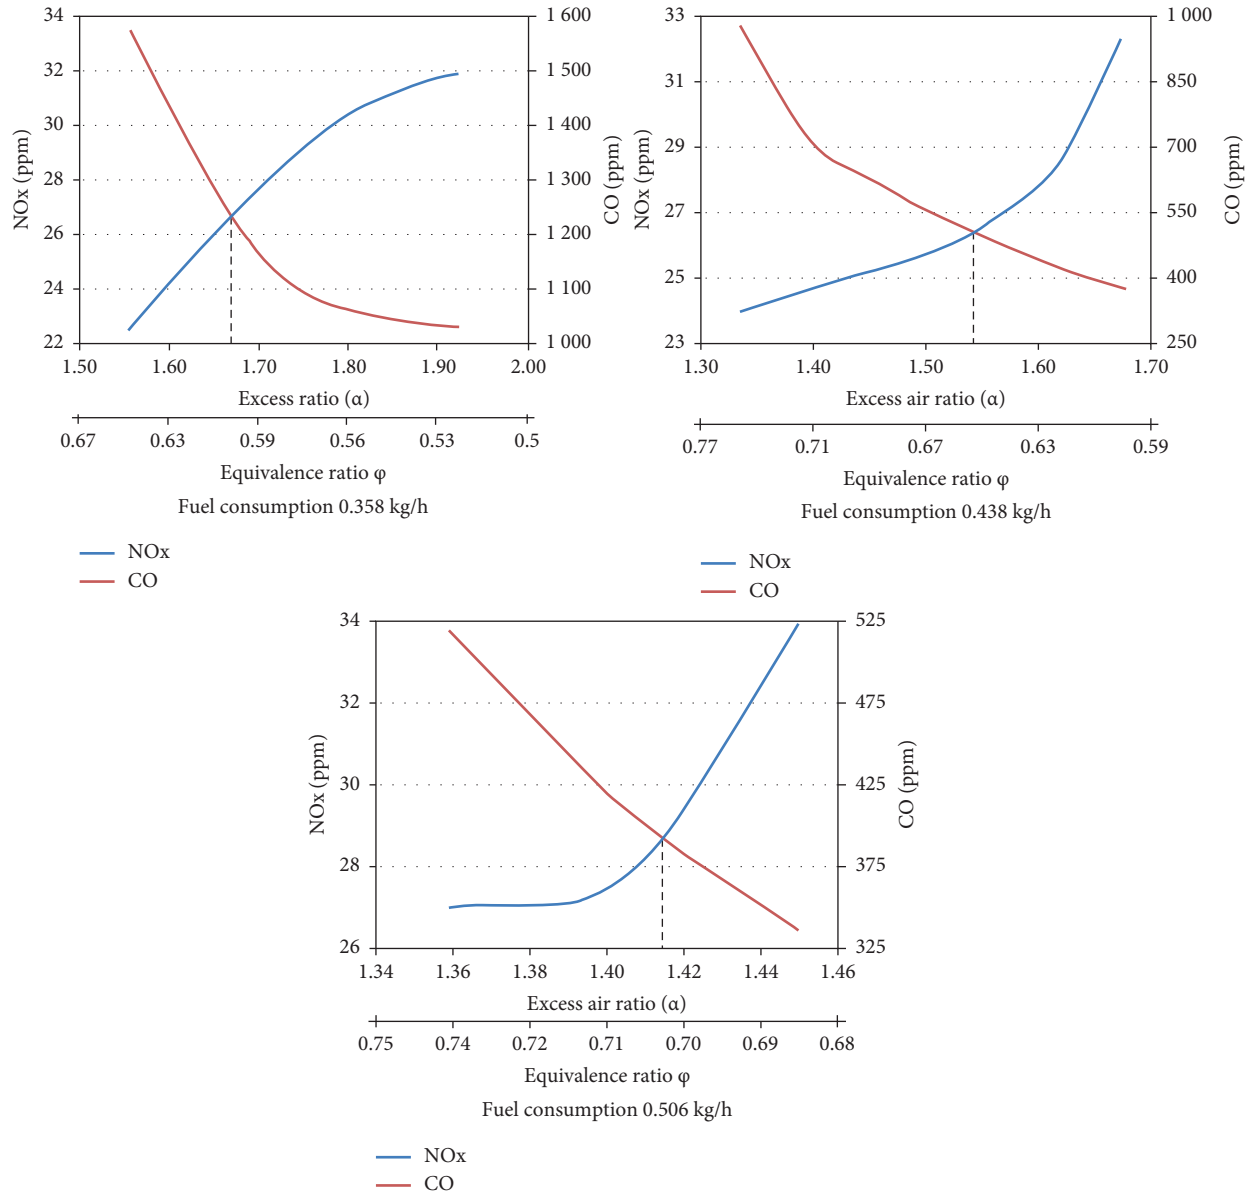 34
32
30
28
26
24
22
NOx (ppm)
1 600
1 500
1 400
1 300
1 200
1 100
1 000
CO (ppm)
1.50 1.60 1.70 1.80 1.90 2.00
Excess ratio (α)
0.67 0.63 0.59 0.56 0.53 0.5
Equivalence ratio φ
Fuel consumption 0.358 kg/h
NOx
CO
33
31
29
27
25
23
NOx (ppm)
1 000
850
700
550
400
250
CO (ppm)
1.30 1.40 1.50 1.60 1.70
Excess air ratio (α)
0.77 0.71 0.67 0.63 0.59
Equivalence ratio φ
Fuel consumption 0.438 kg/h
NOx
CO
34
32
30
28
26
NOx (ppm)
525
475
425
375
325
CO (ppm)
1.34 1.36 1.38 1.40 1.42 1.44 1.46
Excess air ratio (α)
0.75 0.74 0.72 0.71 0.70 0.69 0.68
Equivalence ratio φ
Fuel consumption 0.506 kg/h
NOx
CO